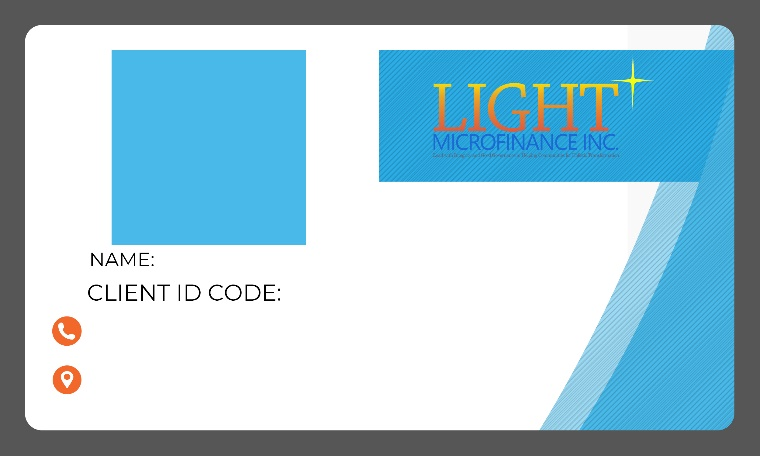 LIGHT
MICROFINANCE INC.
NAME:
CLIENT ID CODE: